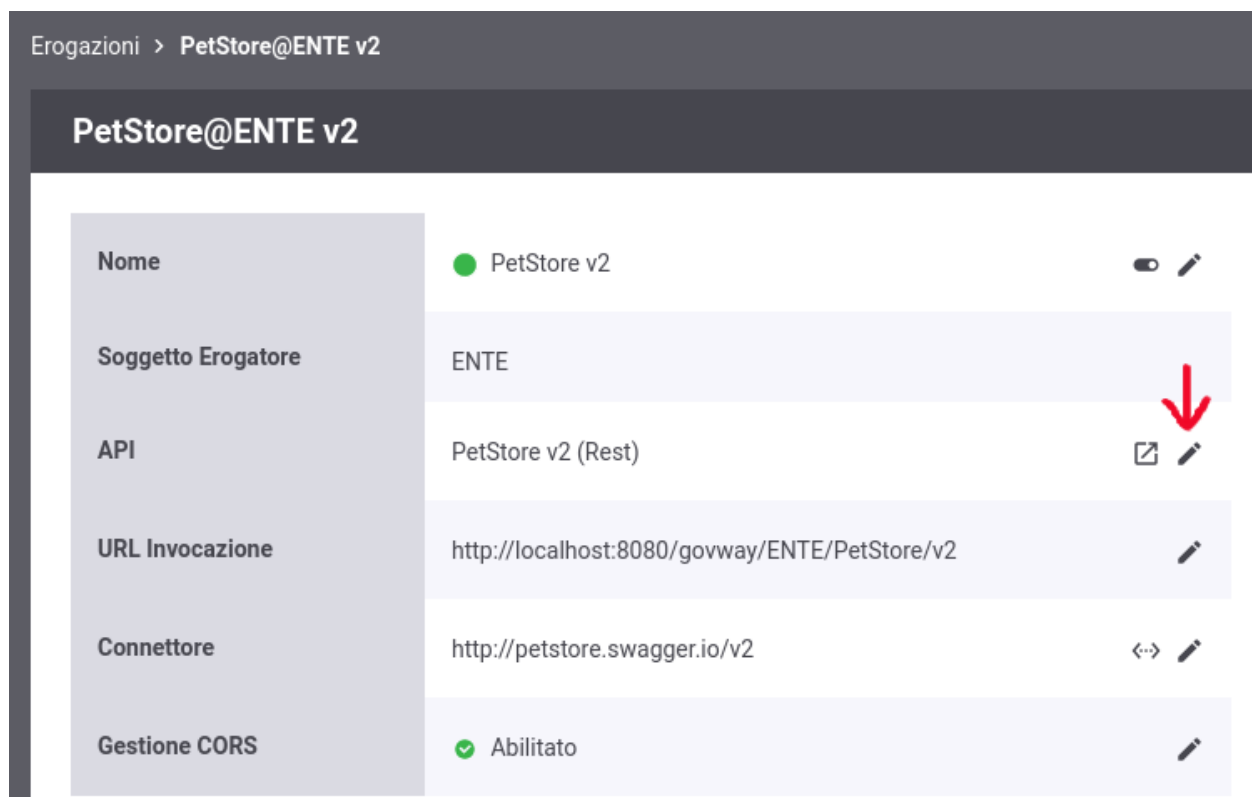 Erogazioni > PetStore@ENTE v2
PetStore@ENTE v2
Nome PetStore v2
Soggetto Erogatore ENTE
API PetStore v2 (Rest)
URL Invocazione http://localhost:8080/govway/ENTE/PetStore/v2
Connettore http://petstore.swagger.io/v2
Gestione CORS Abilitato